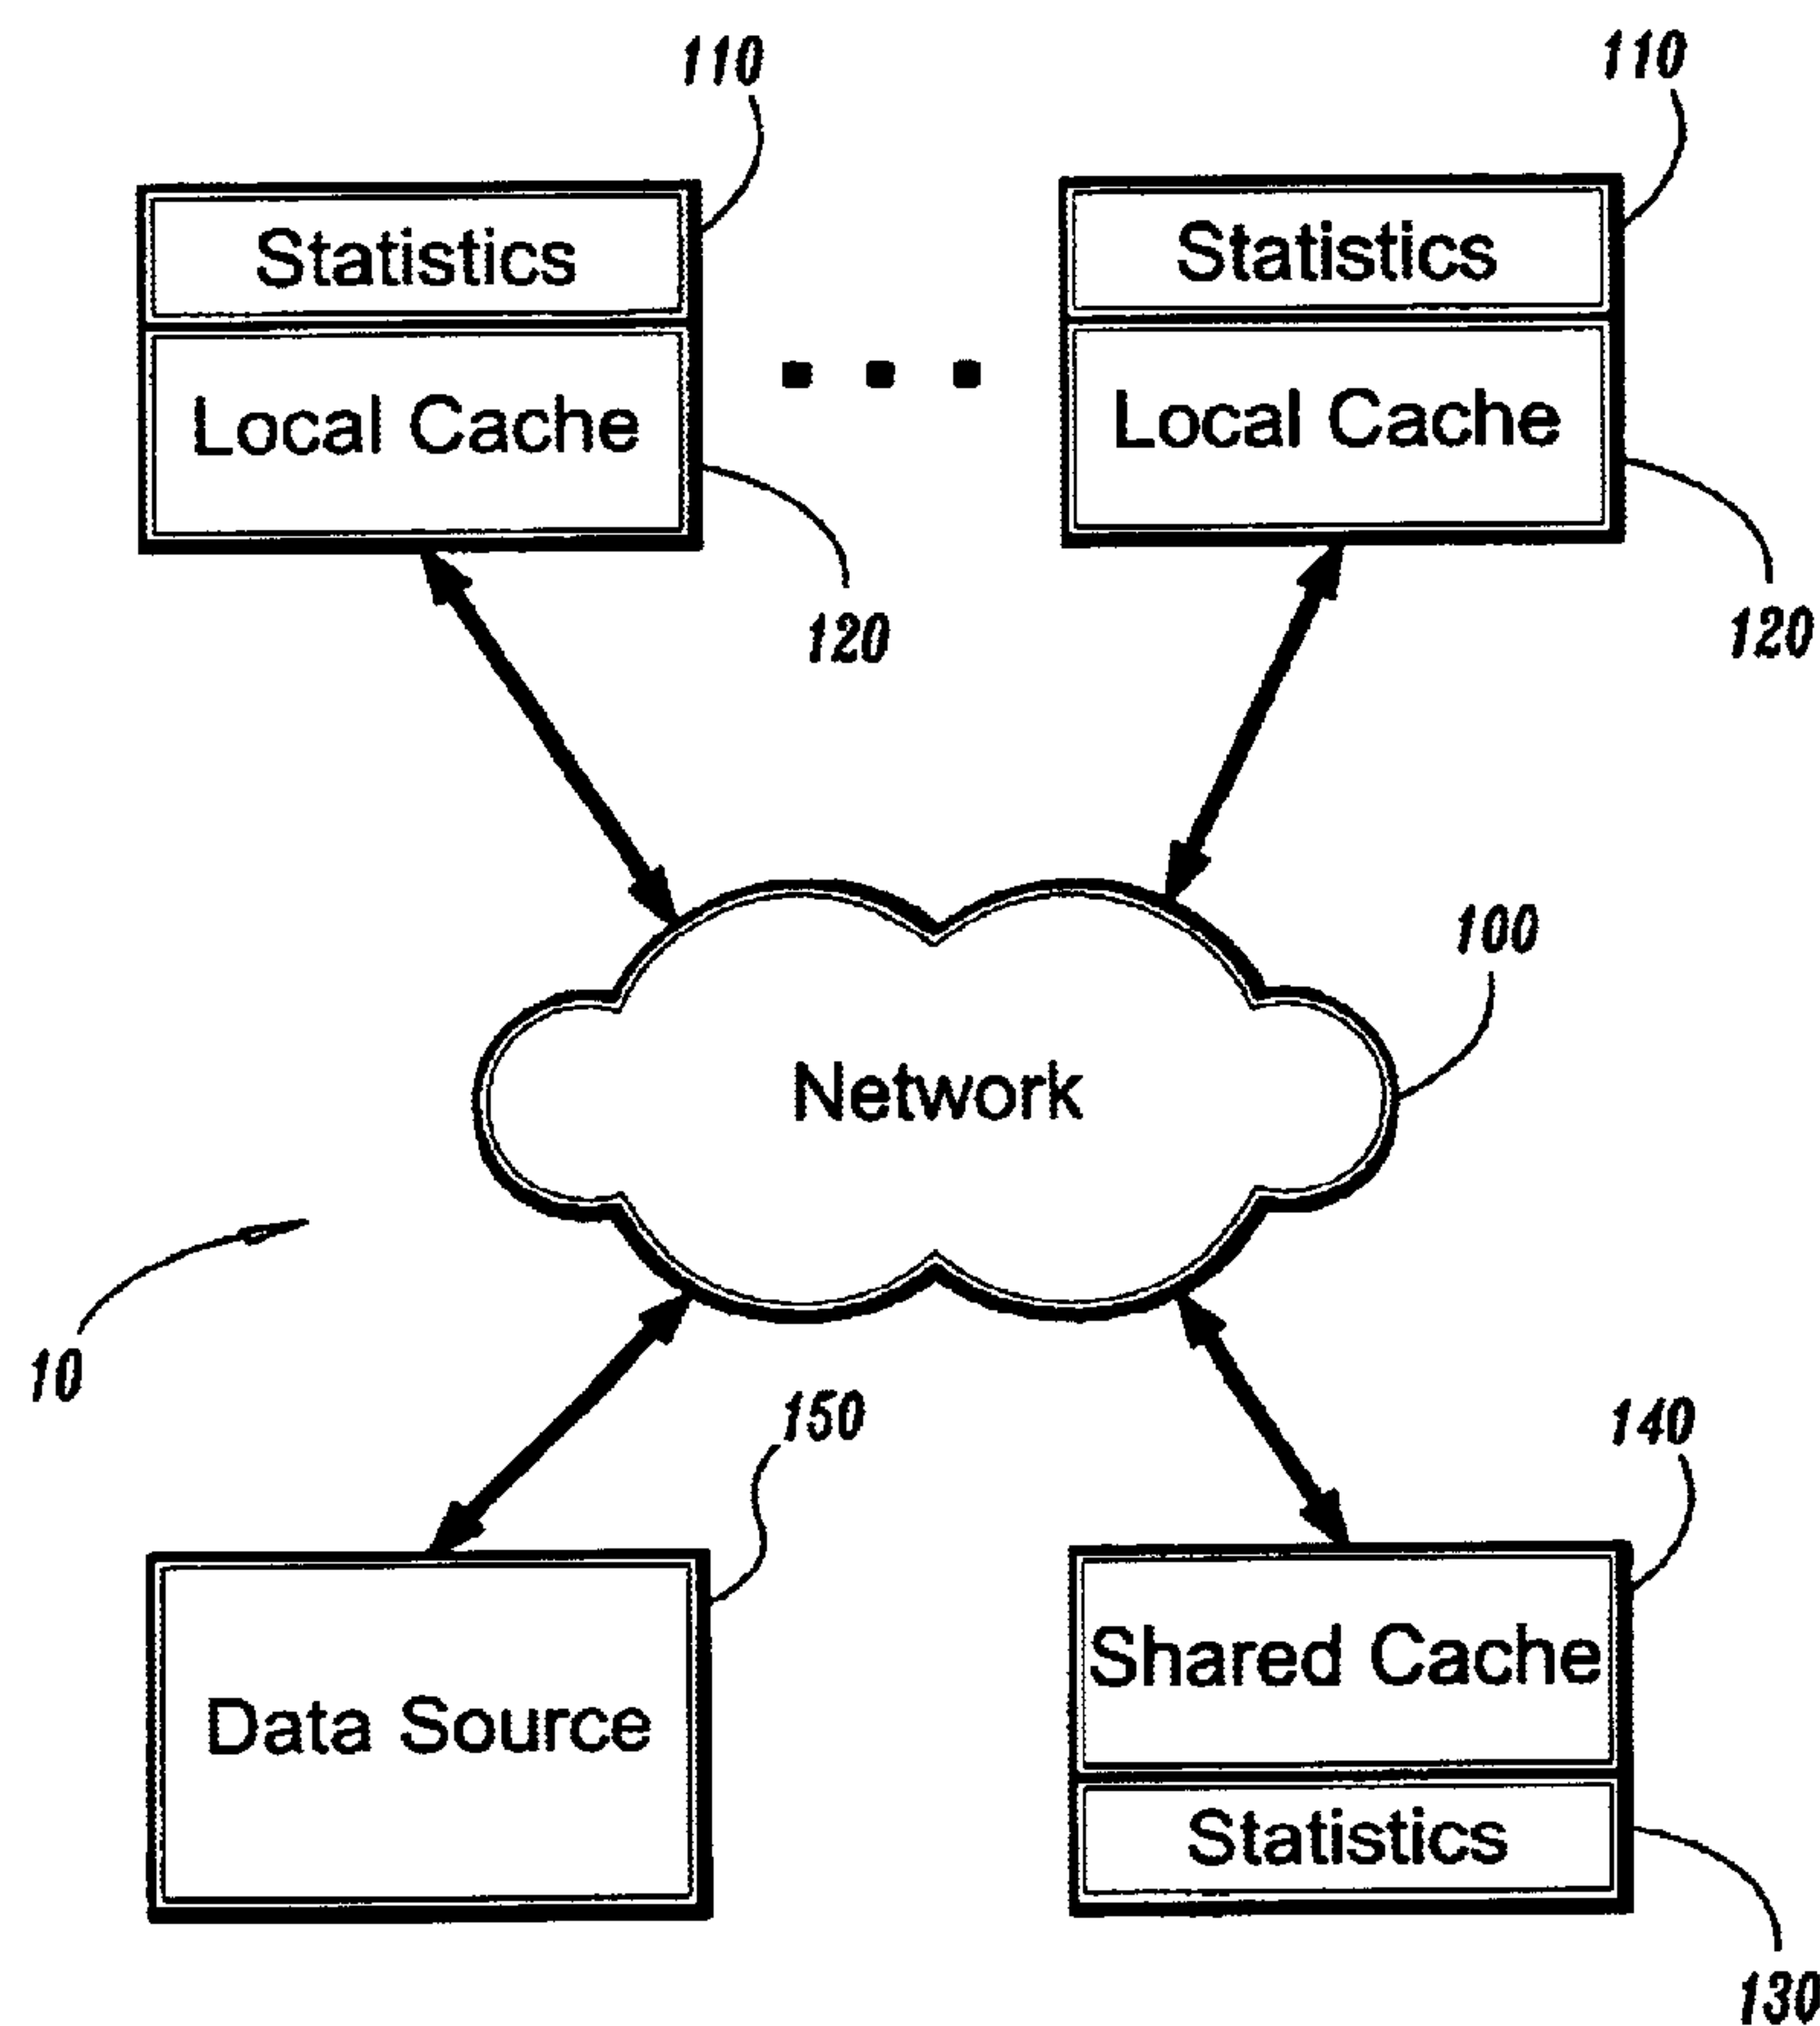 110
110
Statistics
Statistics
Local Cache
Local Cache
120
120
100
Network
10
150
140
Data Source
Shared Cache
Statistics
130